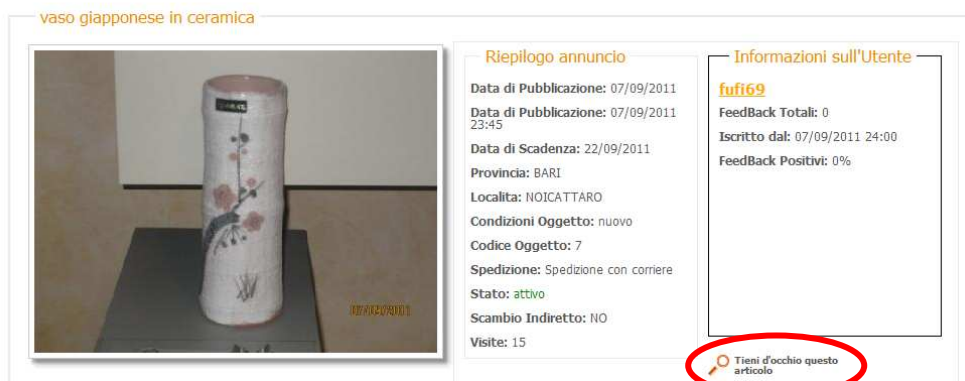 vaso giapponese in ceramica
07/09/2011
Riepilogo annuncio
Data di Pubblicazione: 07/09/2011
Data di Pubblicazione: 07/09/2011
23:45
Data di Scadenza: 22/09/2011
Provincia: BARI
Localita: NOICATTARO
Condizioni Oggetto: nuovo
Codice Oggetto: 7
Spedizione: Spedizione con corriere
Stato: attivo
Scambio Indiretto: NO
Visite: 15
Informazioni sull'Utente
fufi69
FeedBack Totali: 0
Iscritto dal: 07/09/2011 24:00
FeedBack Positivi: 0%
Tieni d'occhio questo
articolo